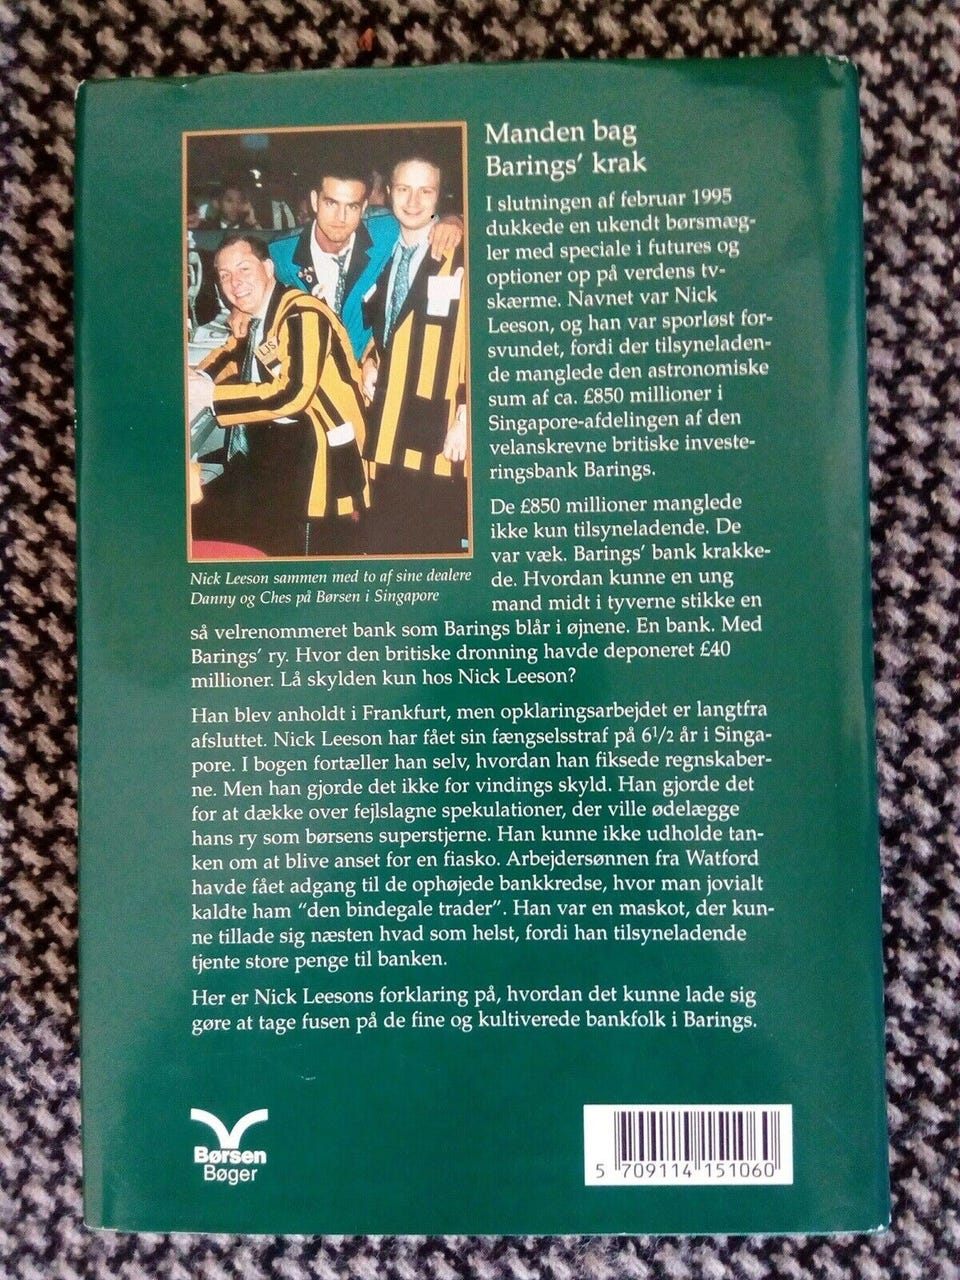 Manden bag
Barings' krak
I slutningen af februar 1995
dukkede en ukendt børsmæg-
ler med speciale i futures og
optioner op på verdens tv-
skærme. Navnet var Nick
Leeson, og han var sporløst for-
svundet, fordi der tilsyneladen-
de manglede den astronomiske
sum af ca. £850 millioner i
Singapore-afdelingen af den
velanskrevne britiske investe-
ringsbank Barings.
De £850 millioner manglede
ikke kun tilsyneladende. De
var væk. Barings' bank krakke-
de. Hvordan kunne en ung
mand midt i tyverne stikke en
så velrenommeret bank som Barings blår i øjnene. En bank. Med
Barings' ry. Hvor den britiske dronning havde deponeret £40
millioner. Lå skylden kun hos Nick Leeson?
LJS
Nick Leeson sammen med to af sine dealere
Danny og Ches på Børsen i Singapore
Han blev anholdt i Frankfurt, men opklaringsarbejdet er langtfra
afsluttet. Nick Leeson har fået sin fængselsstraf på 6 1/2 år i Singa-
pore. I bogen fortæller han selv, hvordan han fiksede regnskaber-
ne. Men han gjorde det ikke for vindings skyld. Han gjorde det
for at dække over fejlslagne spekulationer, der ville ødelægge
hans ry som børsens superstjerne. Han kunne ikke udholde tan-
ken om at blive anset for en fiasko. Arbejdersønnen fra Watford
havde fået adgang til de ophøjede bankkredse, hvor man jovialt
kaldte ham "den bindegale trader". Han var en maskot, der kun-
ne tillade sig næsten hvad som helst, fordi han tilsyneladende
tjente store penge til banken.
Her er Nick Leesons forklaring på, hvordan det kunne lade sig
gøre at tage fusen på de fine og kultiverede bankfolk i Barings.
Børsen
Bøger
5 709114 151060